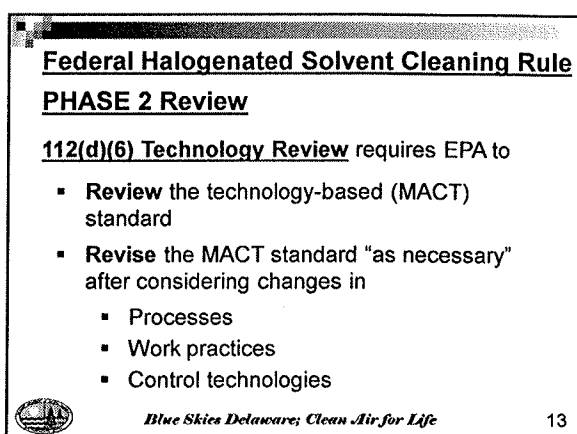 Federal Halogenated Solvent Cleaning Rule
PHASE 2 Review
112(d)(6) Technology Review requires EPA to
▪ Review the technology-based (MACT)
standard
▪ Revise the MACT standard "as necessary"
after considering changes in
▪ Processes
▪ Work practices
▪ Control technologies
Blue Skies Delaware; Clean Air for Life 13